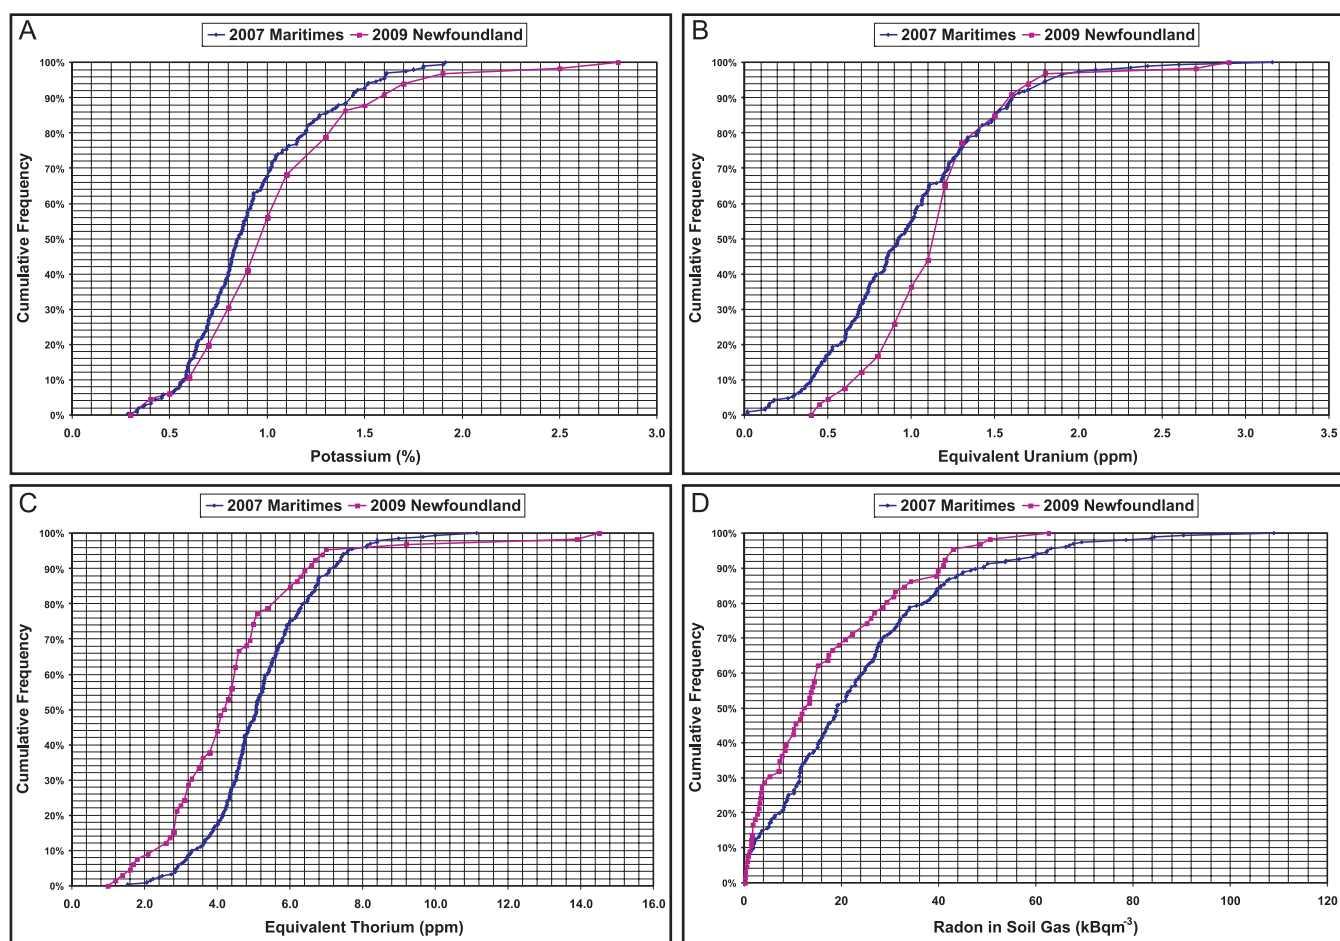 A
2007 Maritimes 2009 Newfoundland
100%
90%
80%
70%
60%
50%
40%
30%
20%
10%
0%
Cumulative Frequency
0.0 0.5 1.0 1.5 2.0 2.5 3.0
Potassium (%)
B
2007 Maritimes 2009 Newfoundland
100%
90%
80%
70%
60%
50%
40%
30%
20%
10%
0%
Cumulative Frequency
0.0 0.5 1.0 1.5 2.0 2.5 3.0 3.5
Equivalent Uranium (ppm)
C
2007 Maritimes 2009 Newfoundland
100%
90%
80%
70%
60%
50%
40%
30%
20%
10%
0%
Cumulative Frequency
0.0 2.0 4.0 6.0 8.0 10.0 12.0 14.0 16.0
Equivalent Thorium (ppm)
D
2007 Maritimes 2009 Newfoundland
100%
90%
80%
70%
60%
50%
40%
30%
20%
10%
0%
Cumulative Frequency
0 20 40 60 80 100 120
Radon in Soil Gas (kBqm⁻³)